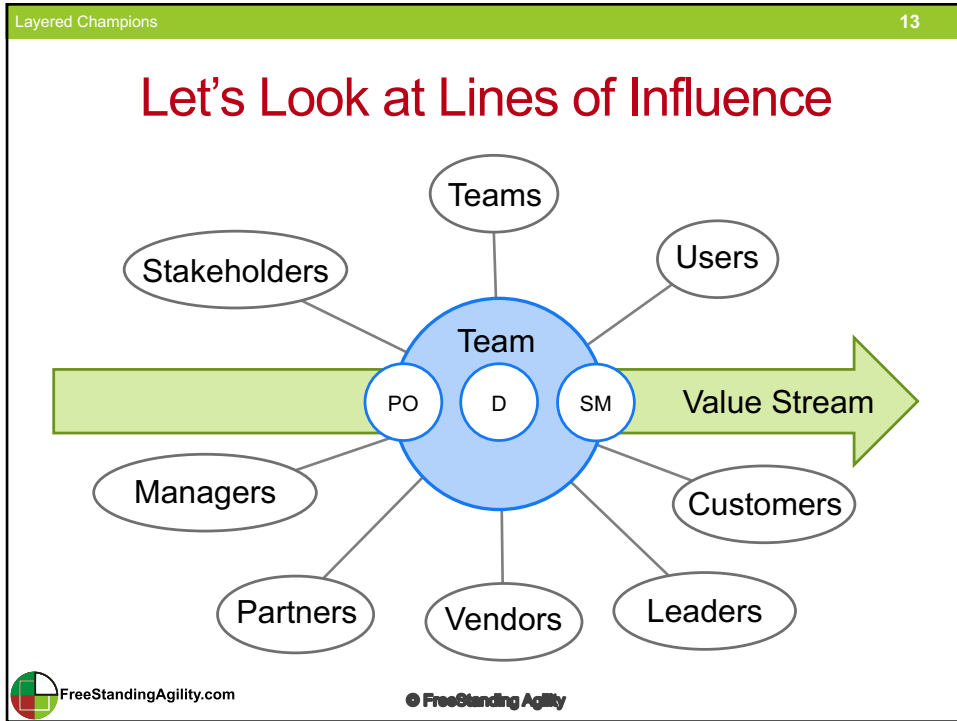 Layered Champions 13
Let's Look at Lines of Influence
Teams
Stakeholders
Users
Team
PO D SM
Value Stream
Managers
Customers
Partners
Vendors
Leaders
FreeStandingAgility.com
© FreeStanding Agility